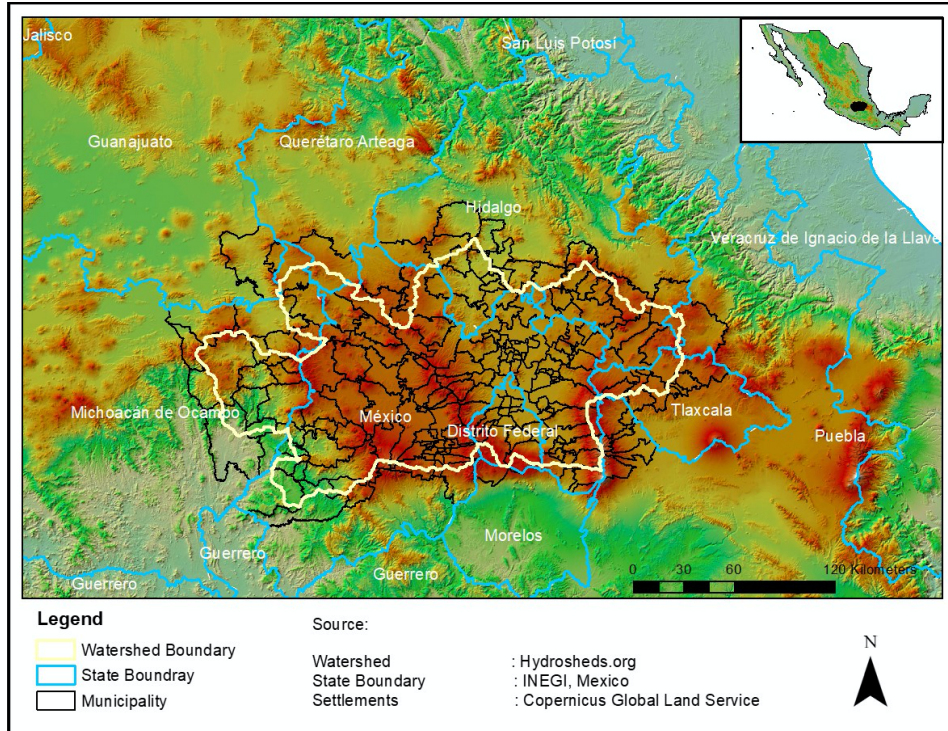 Jalisco
San Luis Potosí
Guanajuato
Querétaro Arteaga
Hidalgo
Veracruz de Ignacio de la Llave
Michoacán de Ocampo
México
Distrito Federal
Tlaxcala
Puebla
Morelos
Guerrero
Guerrero
Guerrero
0 30 60 120 Kilometers
Legend
Watershed Boundary
State Boundray
Municipality
Source:
Watershed : Hydrosheds.org
State Boundary : INEGI, Mexico
Settlements : Copernicus Global Land Service
N